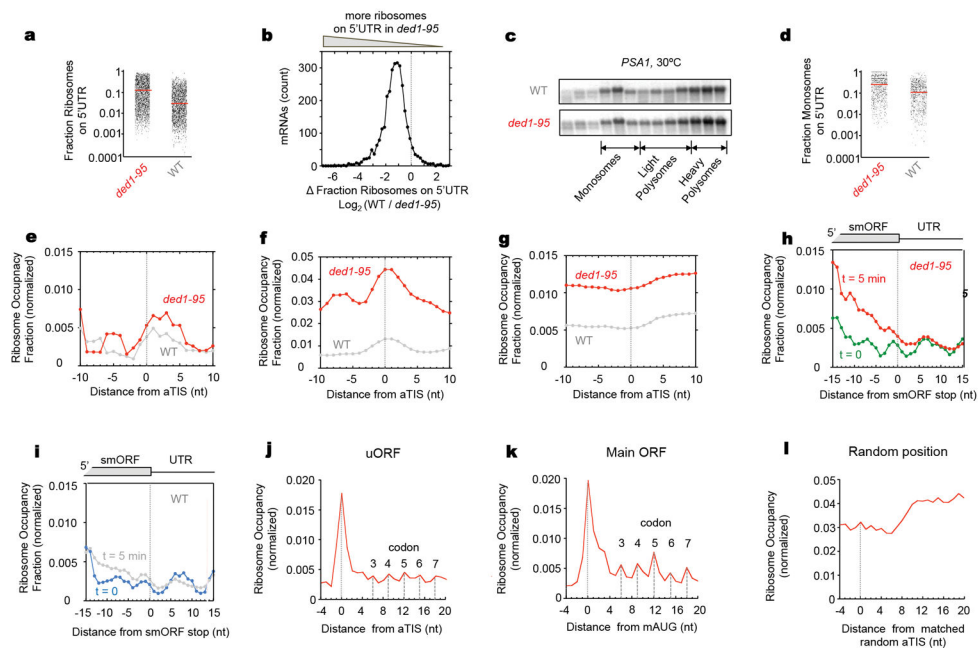 a
Fraction Ribosomes
on 5'UTR
1
0.1
0.01
0.001
0.0001
ded1-95
WT
b
more ribosomes
on 5'UTR in ded1-95
mRNAs (count)
300
200
100
0
-6
-4
-2
0
2
Δ Fraction Ribosomes on 5'UTR
Log2 (WT / ded1-95)
c
PSA1, 30ºC
WT
ded1-95
Monosomes
Light
Polysomes
Heavy
Polysomes
d
Fraction Monosomes
on 5'UTR
1
0.1
0.01
0.001
0.0001
ded1-95
WT
e
Ribosome Occupnacy
Fraction (normalized)
0.015
0.010
0.005
0
ded1-95
WT
-10
-5
0
5
10
Distance from aTIS (nt)
f
Ribosome Occupancy
Fraction (normalized)
0.05
0.04
0.03
0.02
0.01
0
ded1-95
WT
-10
-5
0
5
10
Distance from aTIS (nt)
g
Ribosome Occupancy
Fraction (normalized)
0.015
0.010
0.005
0
ded1-95
WT
-10
-5
0
5
10
Distance from aTIS (nt)
h
5'
smORF
UTR
Ribosome Occupancy
Fraction (normalized)
0.015
0.010
0.005
0
ded1-95
t = 5 min
t = 0
5
-15
-10
-5
0
5
10
15
Distance from smORF stop (nt)
i
5'
smORF
UTR
Ribosome Occupancy
Fraction (normalized)
0.020
0.015
0.010
0.005
0
WT
t = 5 min
t = 0
-15
-10
-5
0
5
10
15
Distance from smORF stop (nt)
j
uORF
Ribosome Occupancy
(normalized)
0.020
0.015
0.010
0.005
0
codon
3 4 5 6 7
-4
0
4
8
12
16
20
Distance from aTIS (nt)
k
Main ORF
Ribosome Occupancy
(normalized)
0.020
0.015
0.010
0.005
0
codon
3 4 5 6 7
-4
0
4
8
12
16
20
Distance from mAUG (nt)
l
Random position
Ribosome Occupancy
(normalized)
0.05
0.04
0.03
0.02
0.01
0
-4
0
4
8
12
16
20
Distance from matched
random aTIS (nt)